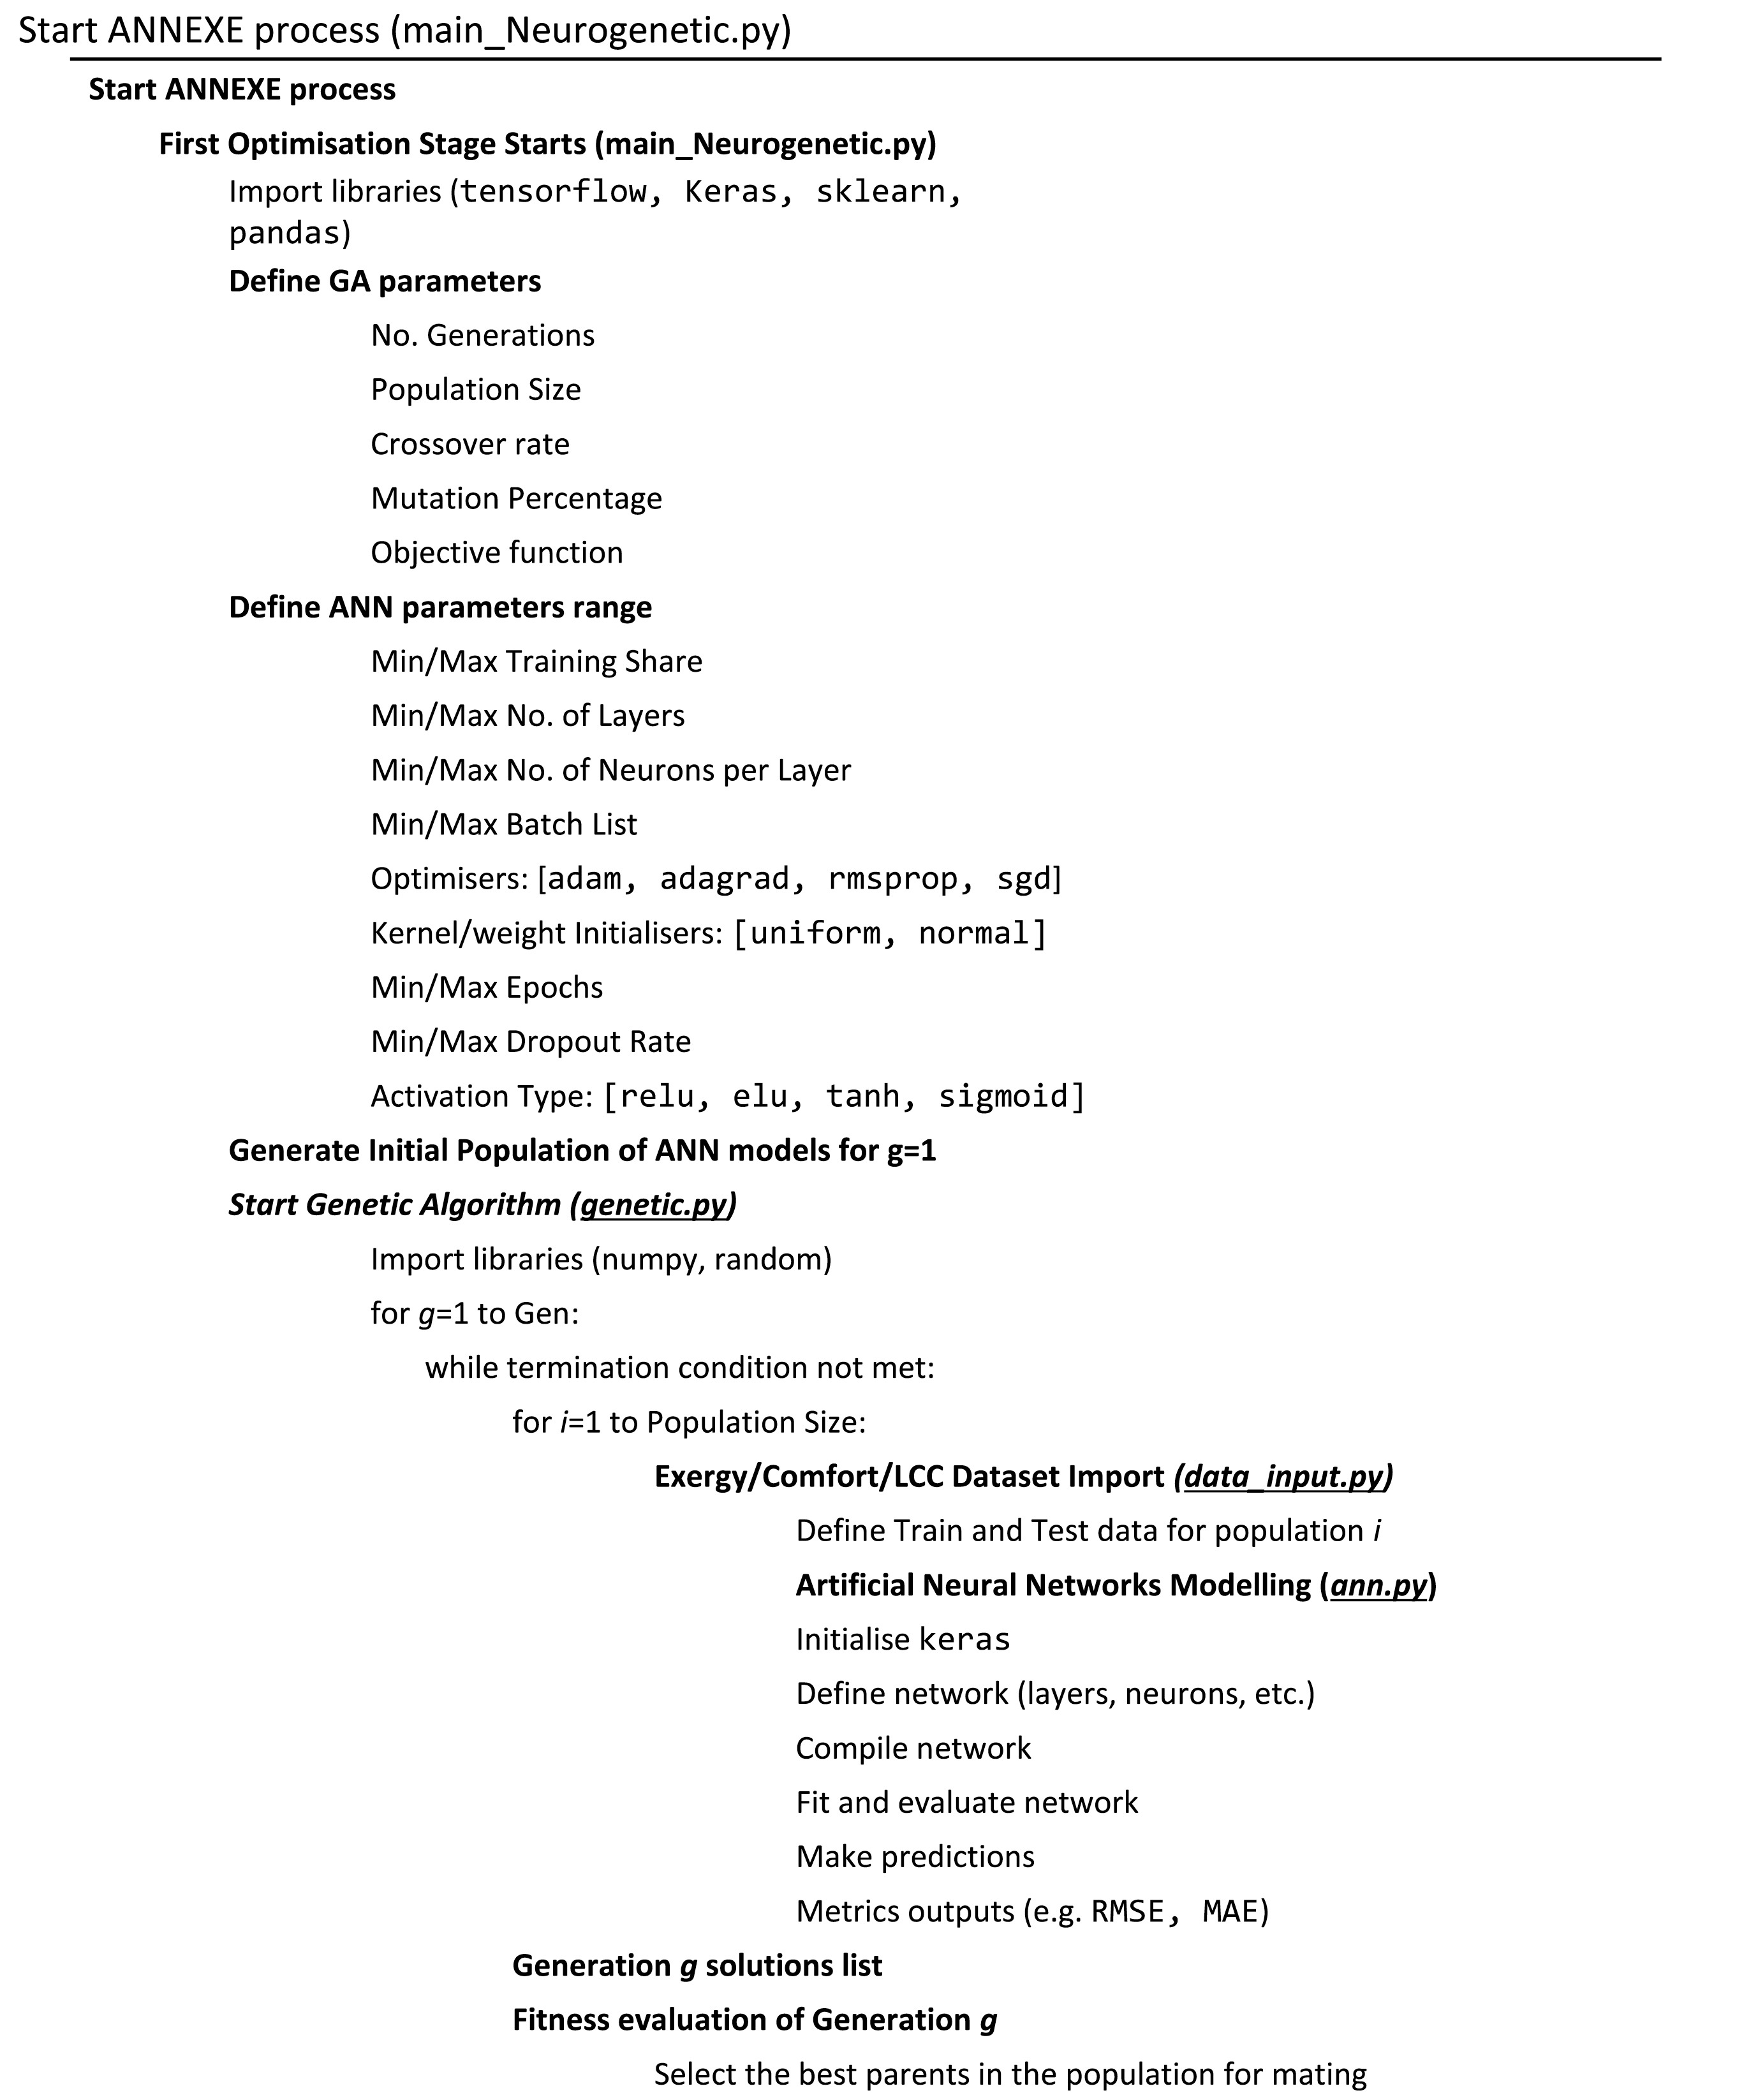 Start ANNEXE process (main_Neurogenetic.py)
Start ANNEXE process
First Optimisation Stage Starts (main_Neurogenetic.py)
Import libraries (tensorflow, Keras, sklearn,
pandas)
Define GA parameters
No. Generations
Population Size
Crossover rate
Mutation Percentage
Objective function
Define ANN parameters range
Min/Max Training Share
Min/Max No. of Layers
Min/Max No. of Neurons per Layer
Min/Max Batch List
Optimisers: [adam, adagrad, rmsprop, sgd]
Kernel/weight Initialisers: [uniform, normal]
Min/Max Epochs
Min/Max Dropout Rate
Activation Type: [relu, elu, tanh, sigmoid]
Generate Initial Population of ANN models for g=1
Start Genetic Algorithm (genetic.py)
Import libraries (numpy, random)
for g=1 to Gen:
while termination condition not met:
for i=1 to Population Size:
Exergy/Comfort/LCC Dataset Import (data_input.py)
Define Train and Test data for population i
Artificial Neural Networks Modelling (ann.py)
Initialise keras
Define network (layers, neurons, etc.)
Compile network
Fit and evaluate network
Make predictions
Metrics outputs (e.g. RMSE, MAE)
Generation g solutions list
Fitness evaluation of Generation g
Select the best parents in the population for mating